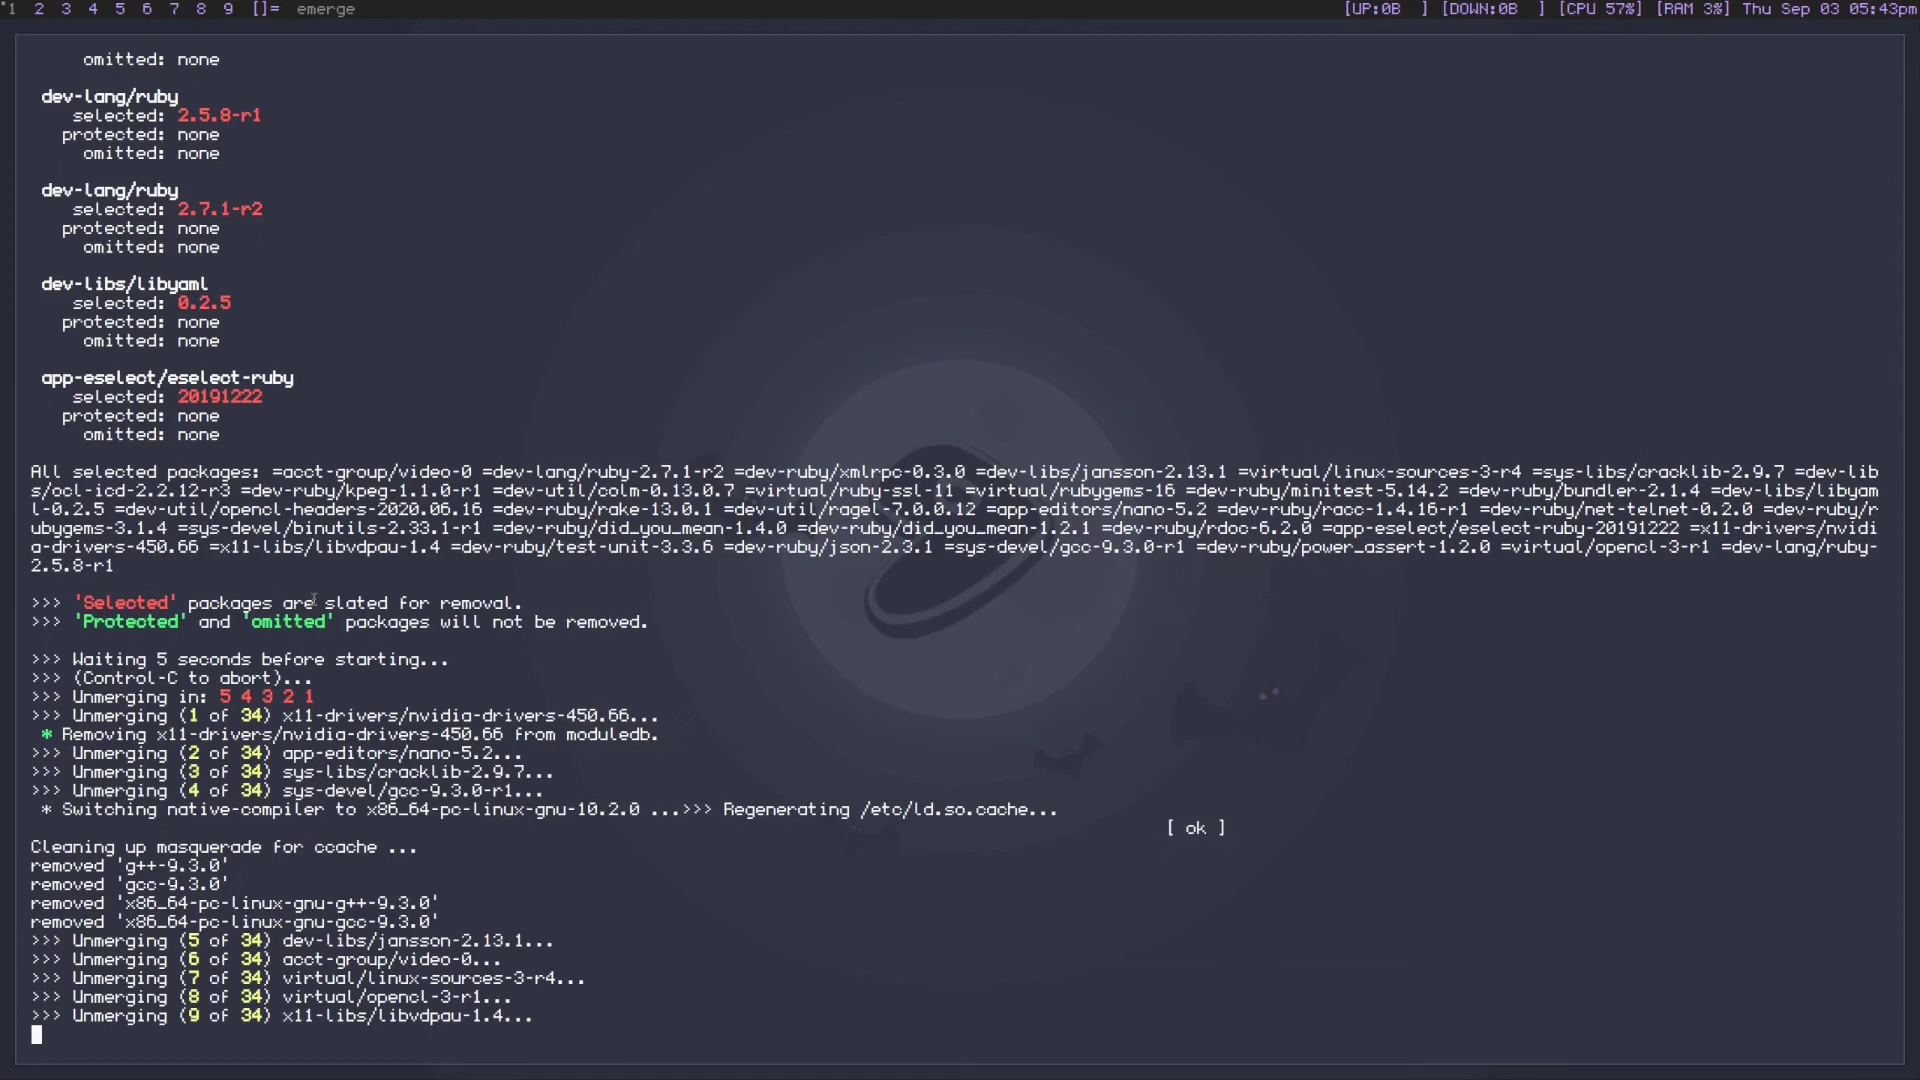 1 2 3 4 5 6 7 8 9 []= emerge [UP:0B ] [DOWN:0B ] [CPU 57%] [RAM 3%] Thu Sep 03 05:43pm
omitted: none
dev-lang/ruby
selected: 2.5.8-r1
protected: none
omitted: none
dev-lang/ruby
selected: 2.7.1-r2
protected: none
omitted: none
dev-libs/libyaml
selected: 0.2.5
protected: none
omitted: none
app-eselect/eselect-ruby
selected: 20191222
protected: none
omitted: none
All selected packages: =acct-group/video-0 =dev-lang/ruby-2.7.1-r2 =dev-ruby/xmlrpc-0.3.0 =dev-libs/jansson-2.13.1 =virtual/linux-sources-3-r4 =sys-libs/cracklib-2.9.7 =dev-lib
s/ocl-icd-2.2.12-r3 =dev-ruby/kpeg-1.1.0-r1 =dev-util/colm-0.13.0.7 =virtual/ruby-ssl-11 =virtual/rubygems-16 =dev-ruby/minitest-5.14.2 =dev-ruby/bundler-2.1.4 =dev-libs/libyam
l-0.2.5 =dev-util/opencl-headers-2020.06.16 =dev-ruby/rake-13.0.1 =dev-util/ragel-7.0.0.12 =app-editors/nano-5.2 =dev-ruby/racc-1.4.16-r1 =dev-ruby/net-telnet-0.2.0 =dev-ruby/r
ubygems-3.1.4 =sys-devel/binutils-2.33.1-r1 =dev-ruby/did_you_mean-1.4.0 =dev-ruby/did_you_mean-1.2.1 =dev-ruby/rdoc-6.2.0 =app-eselect/eselect-ruby-20191222 =x11-drivers/nvidi
a-drivers-450.66 =x11-libs/libvdpau-1.4 =dev-ruby/test-unit-3.3.6 =dev-ruby/json-2.3.1 =sys-devel/gcc-9.3.0-r1 =dev-ruby/power_assert-1.2.0 =virtual/opencl-3-r1 =dev-lang/ruby-
2.5.8-r1
>>> 'Selected' packages are slated for removal.
>>> 'Protected' and 'omitted' packages will not be removed.
>>> Waiting 5 seconds before starting...
>>> (Control-C to abort)...
>>> Unmerging in: 5 4 3 2 1
>>> Unmerging (1 of 34) x11-drivers/nvidia-drivers-450.66...
* Removing x11-drivers/nvidia-drivers-450.66 from moduledb.
>>> Unmerging (2 of 34) app-editors/nano-5.2...
>>> Unmerging (3 of 34) sys-libs/cracklib-2.9.7...
>>> Unmerging (4 of 34) sys-devel/gcc-9.3.0-r1...
* Switching native-compiler to x86_64-pc-linux-gnu-10.2.0 ...>>> Regenerating /etc/ld.so.cache...
[ ok ]
Cleaning up masquerade for ccache ...
removed 'g++-9.3.0'
removed 'gcc-9.3.0'
removed 'x86_64-pc-linux-gnu-g++-9.3.0'
removed 'x86_64-pc-linux-gnu-gcc-9.3.0'
>>> Unmerging (5 of 34) dev-libs/jansson-2.13.1...
>>> Unmerging (6 of 34) acct-group/video-0...
>>> Unmerging (7 of 34) virtual/linux-sources-3-r4...
>>> Unmerging (8 of 34) virtual/opencl-3-r1...
>>> Unmerging (9 of 34) x11-libs/libvdpau-1.4...